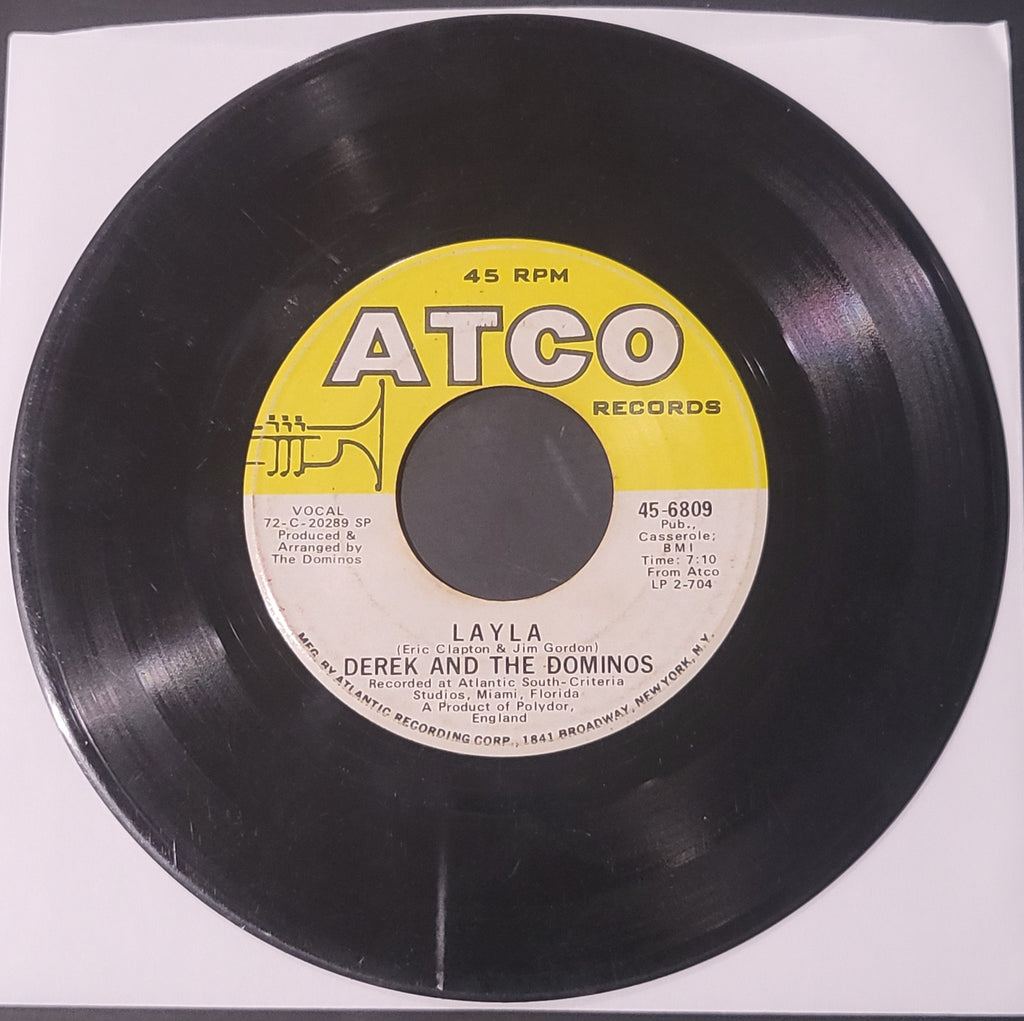 45 RPM
ATCO
RECORDS
VOCAL
72-C-20289 SP
Produced &
Arranged by
The Dominos
45-6809
Pub.,
Casserole;
BMI
Time: 7:10
From Atco
LP 2-704
LAYLA
(Eric Clapton & Jim Gordon)
DEREK AND THE DOMINOS
Recorded at Atlantic South-Criteria
Studios, Miami, Florida
A Product of Polydor,
England
MFG. BY ATLANTIC RECORDING CORP., 1841 BROADWAY, NEW YORK, N.Y.